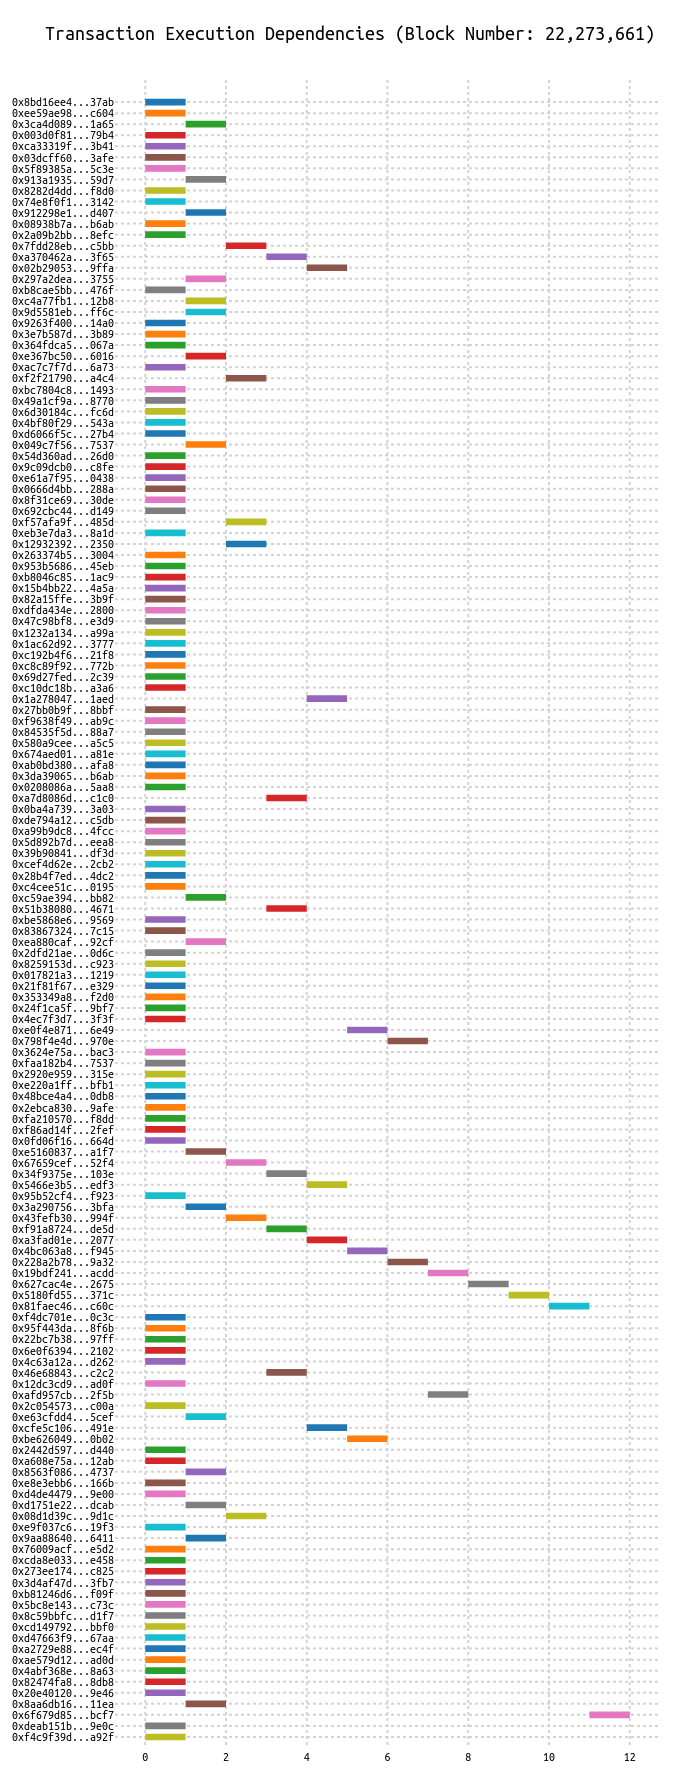 Transaction Execution Dependencies (Block Number: 22,273,661)
0x8bd16ee4...37ab
0xee59ae98...c604
0x3ca4d089...1a65
0x003d0f81...79b4
0xca33319f...3b41
0x03dcff60...3afe
0x5f89385a...5c3e
0x913a1935...59d7
0x8282d4dd...f8d0
0x74e8f0f1...3142
0x912298e1...d407
0x08938b7a...b6ab
0x2a09b2bb...8efc
0x7fdd28eb...c5bb
0xa370462a...3f65
0x02b29053...9ffa
0x297a2dea...3755
0xb8cae5bb...476f
0xc4a77fb1...12b8
0x9d5581eb...ff6c
0x9263f400...14a0
0x3e7b587d...3b89
0x364fdca5...067a
0xe367bc50...6016
0xac7c7f7d...6a73
0xf2f21790...a4c4
0xbc7804c8...1493
0x49a1cf9a...8770
0x6d30184c...fc6d
0x4bf80f29...543a
0xd6066f5c...27b4
0x049c7f56...7537
0x54d360ad...26d0
0x9c09dcb0...c8fe
0xe61a7f95...0438
0x0666d4bb...288a
0x8f31ce69...30de
0x692cbc44...d149
0xf57afa9f...485d
0xeb3e7da3...8a1d
0x12932392...2350
0x263374b5...3004
0x953b5686...45eb
0xb8046c85...1ac9
0x15b4bb22...4a5a
0x82a15ffe...3b9f
0xdfda434e...2800
0x47c98bf8...e3d9
0x1232a134...a99a
0x1ac62d92...3777
0xc192b4f6...21f8
0xc8c89f92...772b
0x69d27fed...2c39
0xc10dc18b...a3a6
0x1a278047...1aed
0x27bb0b9f...8bbf
0xf9638f49...ab9c
0x84535f5d...88a7
0x580a9cee...a5c5
0x674aed01...a81e
0xab0bd380...afa8
0x3da39065...b6ab
0x0208086a...5aa8
0xa7d8086d...c1c0
0x0ba4a739...3a03
0xde794a12...c5db
0xa99b9dc8...4fcc
0x5d892b7d...eea8
0x39b90841...df3d
0xcef4d62e...2cb2
0x28b4f7ed...4dc2
0xc4cee51c...0195
0xc59ae394...bb82
0x51b38080...4671
0xbe5868e6...9569
0x83867324...7c15
0xea880caf...92cf
0x2dfd21ae...0d6c
0x8259153d...c923
0x017821a3...1219
0x21f81f67...e329
0x353349a8...f2d0
0x24f1ca5f...9bf7
0x4ec7f3d7...3f3f
0xe0f4e871...6e49
0x798f4e4d...970e
0x3624e75a...bac3
0xfaa182b4...7537
0x2920e959...315e
0xe220a1ff...bfb1
0x48bce4a4...0db8
0x2ebca830...9afe
0xfa210570...f8dd
0xf86ad14f...2fef
0x0fd06f16...664d
0xe5160837...a1f7
0x67659cef...52f4
0x34f9375e...103e
0x5466e3b5...edf3
0x95b52cf4...f923
0x3a290756...3bfa
0x43fefb30...994f
0xf91a8724...de5d
0xa3fad01e...2077
0x4bc063a8...f945
0x228a2b78...9a32
0x19bdf241...acdd
0x627cac4e...2675
0x5180fd55...371c
0x81faec46...c60c
0xf4dc701e...0c3c
0x95f443da...8f6b
0x22bc7b38...97ff
0x6e0f6394...2102
0x4c63a12a...d262
0x46e68843...c2c2
0x12dc3cd9...ad0f
0xafd957cb...2f5b
0x2c054573...c00a
0xe63cfdd4...5cef
0xcfe5c106...491e
0xbe626049...0b02
0x2442d597...d440
0xa608e75a...12ab
0x8563f086...4737
0xe8e3ebb6...166b
0xd4de4479...9e00
0xd1751e22...dcab
0x08d1d39c...9d1c
0xe9f037c6...19f3
0x9aa88640...6411
0x76009acf...e5d2
0xcda8e033...e458
0x273ee174...c825
0x3d4af47d...3fb7
0xb81246d6...f09f
0x5bc8e143...c73c
0x8c59bbfc...d1f7
0xcd149792...bbf0
0xd47663f9...67aa
0xa2729e88...ec4f
0xae579d12...ad0d
0x4abf368e...8a63
0x82474fa8...8db8
0x20e40120...9e46
0x8aa6db16...11ea
0x6f679d85...bcf7
0xdeab151b...9e0c
0xf4c9f39d...a92f
0 2 4 6 8 10 12